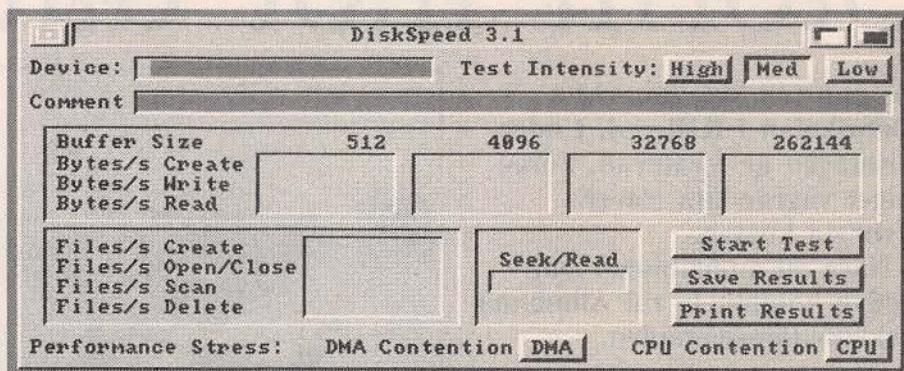 DiskSpeed 3.1
Device: Test Intensity: High Med Low
Comment
Buffer Size 512 4096 32768 262144
Bytes/s Create
Bytes/s Write
Bytes/s Read
Files/s Create
Files/s Open/Close
Files/s Scan
Files/s Delete
Seek/Read
Start Test
Save Results
Print Results
Performance Stress: DMA Contention DMA CPU Contention CPU